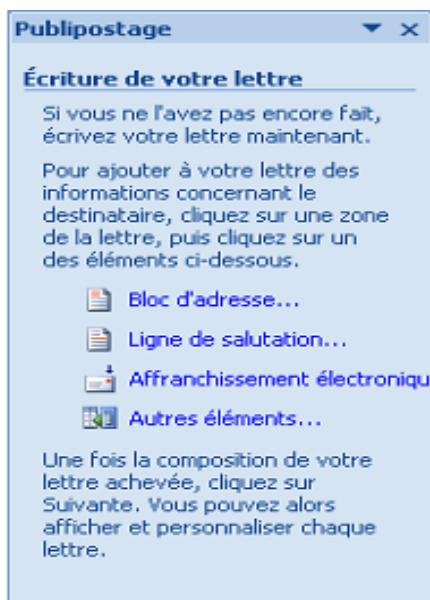 Publipostage
Écriture de votre lettre
Si vous ne l'avez pas encore fait,
écrivez votre lettre maintenant.
Pour ajouter à votre lettre des
informations concernant le
destinataire, cliquez sur une zone
de la lettre, puis cliquez sur un
des éléments ci-dessous.
Bloc d'adresse...
Ligne de salutation...
Affranchissement électroniqu
Autres éléments...
Une fois la composition de votre
lettre achevée, cliquez sur
Suivante. Vous pouvez alors
afficher et personnaliser chaque
lettre.